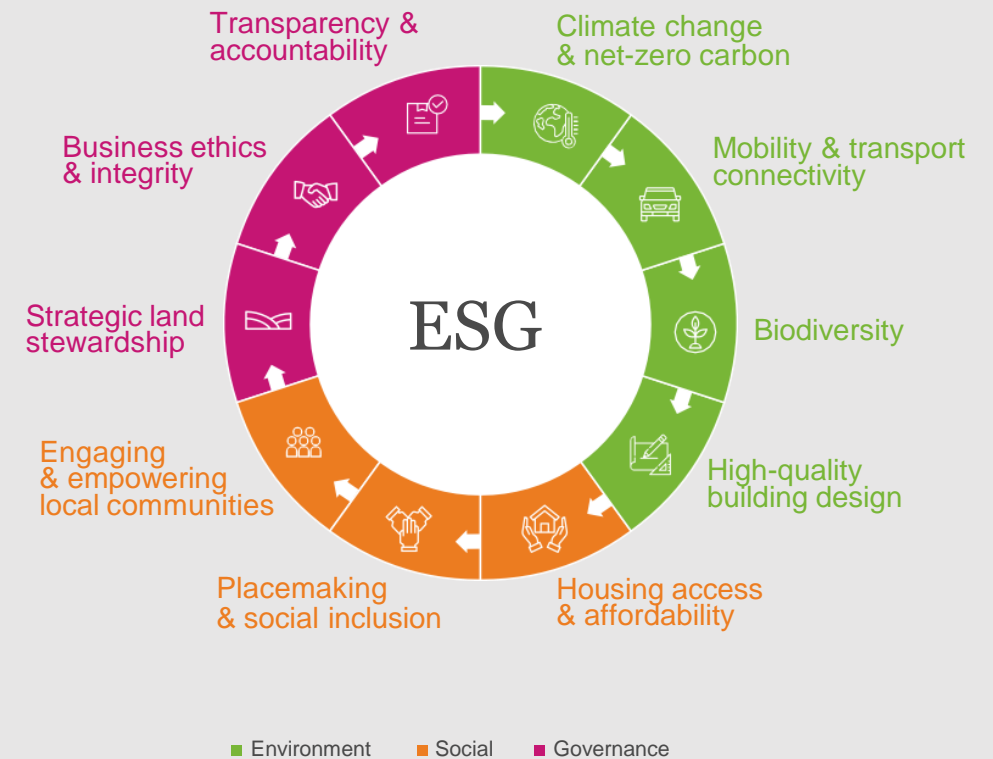 Transparency &
accountability
Climate change
& net-zero carbon
Business ethics
& integrity
Mobility & transport
connectivity
Strategic land
stewardship
ESG
Biodiversity
Engaging
& empowering
local communities
High-quality
building design
Placemaking
& social inclusion
Housing access
& affordability
Environment
Social
Governance